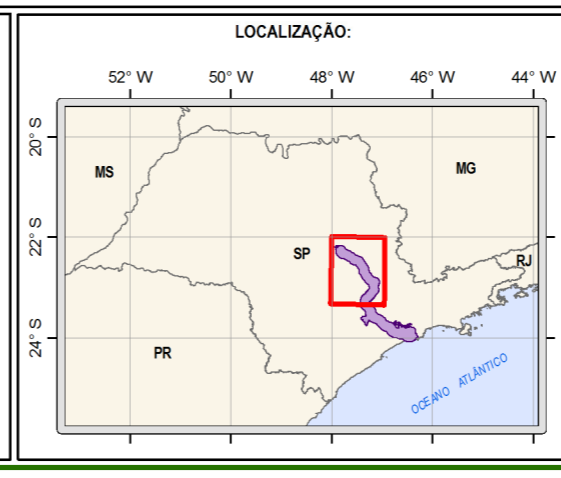 LOCALIZAÇÃO:
52° W 50° W 48° W 46° W 44° W
20° S
MS MG
22° S
SP RJ
24° S
PR
OCEANO ATLÂNTICO